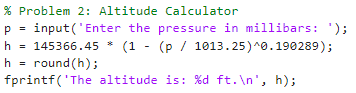 % Problem 2: Altitude Calculator
p = input('Enter the pressure in millibars: ');
h = 145366.45 * (1 - (p / 1013.25)^0.190289);
h = round(h);
fprintf('The altitude is: %d ft.\n', h);